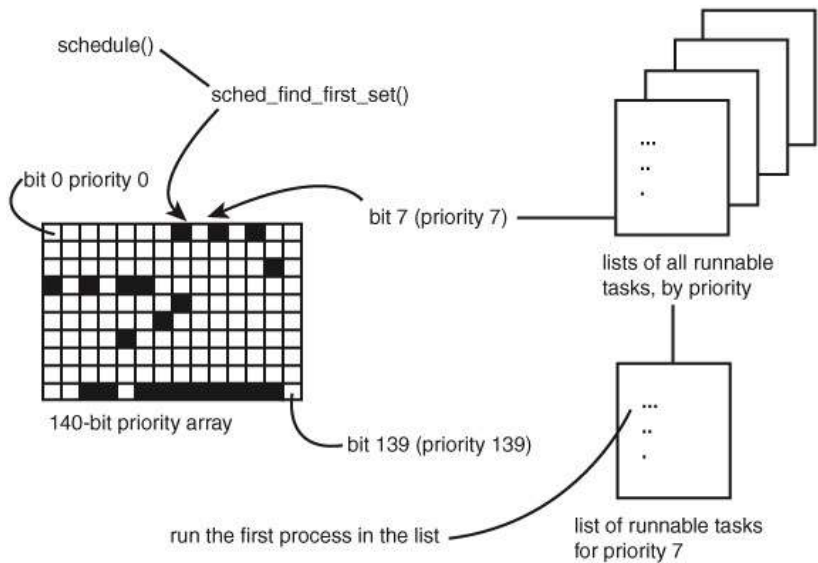 schedule()
sched_find_first_set()
bit 0 priority 0
bit 7 (priority 7)
...
..
.
lists of all runnable
tasks, by priority
140-bit priority array
bit 139 (priority 139)
...
..
.
run the first process in the list
list of runnable tasks
for priority 7